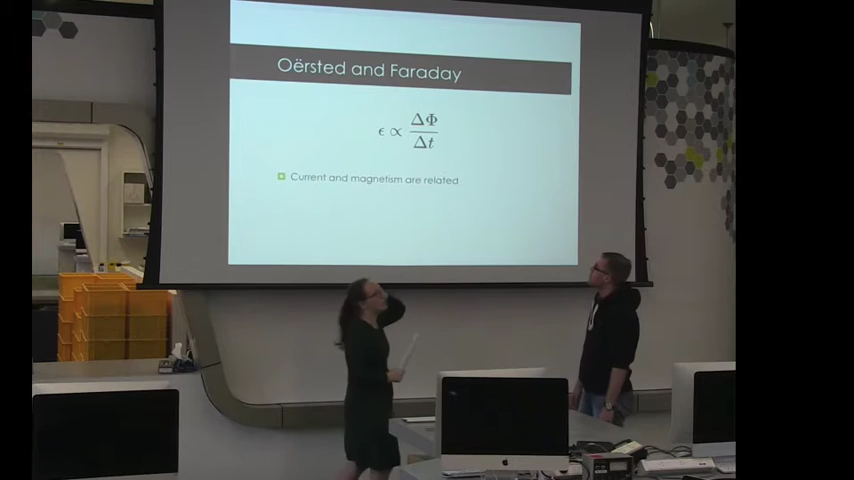 Oërsted and Faraday
ϵ ∝ ΔΦ/Δt
Current and magnetism are related